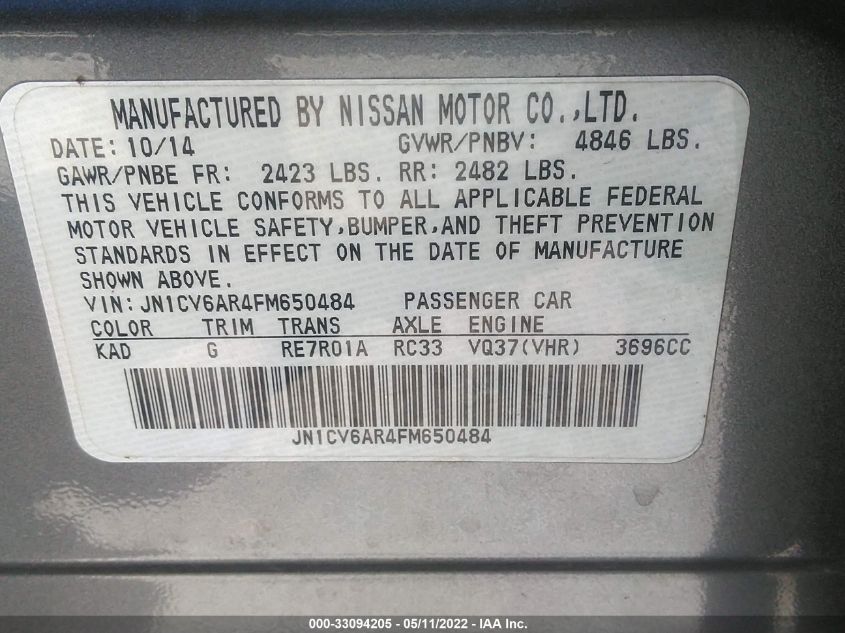 MANUFACTURED BY NISSAN MOTOR CO.,LTD.
DATE: 10/14 GVWR/PNBV: 4846 LBS.
GAWR/PNBE FR: 2423 LBS. RR: 2482 LBS.
THIS VEHICLE CONFORMS TO ALL APPLICABLE FEDERAL
MOTOR VEHICLE SAFETY,BUMPER,AND THEFT PREVENTION
STANDARDS IN EFFECT ON THE DATE OF MANUFACTURE
SHOWN ABOVE.
VIN: JN1CV6AR4FM650484 PASSENGER CAR
COLOR TRIM TRANS AXLE ENGINE
KAD G RE7R01A RC33 VQ37(VHR) 3696CC
JN1CV6AR4FM650484
000-33094205 - 05/11/2022 - IAA Inc.